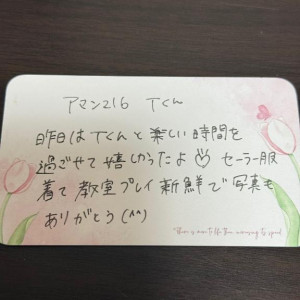 アマン216 Tくん
昨日はTくんと楽しい時間を
過ごせて嬉しかったよ♡ セーラー服
着て教室プレイ新鮮で写真も
ありがとう(^^)